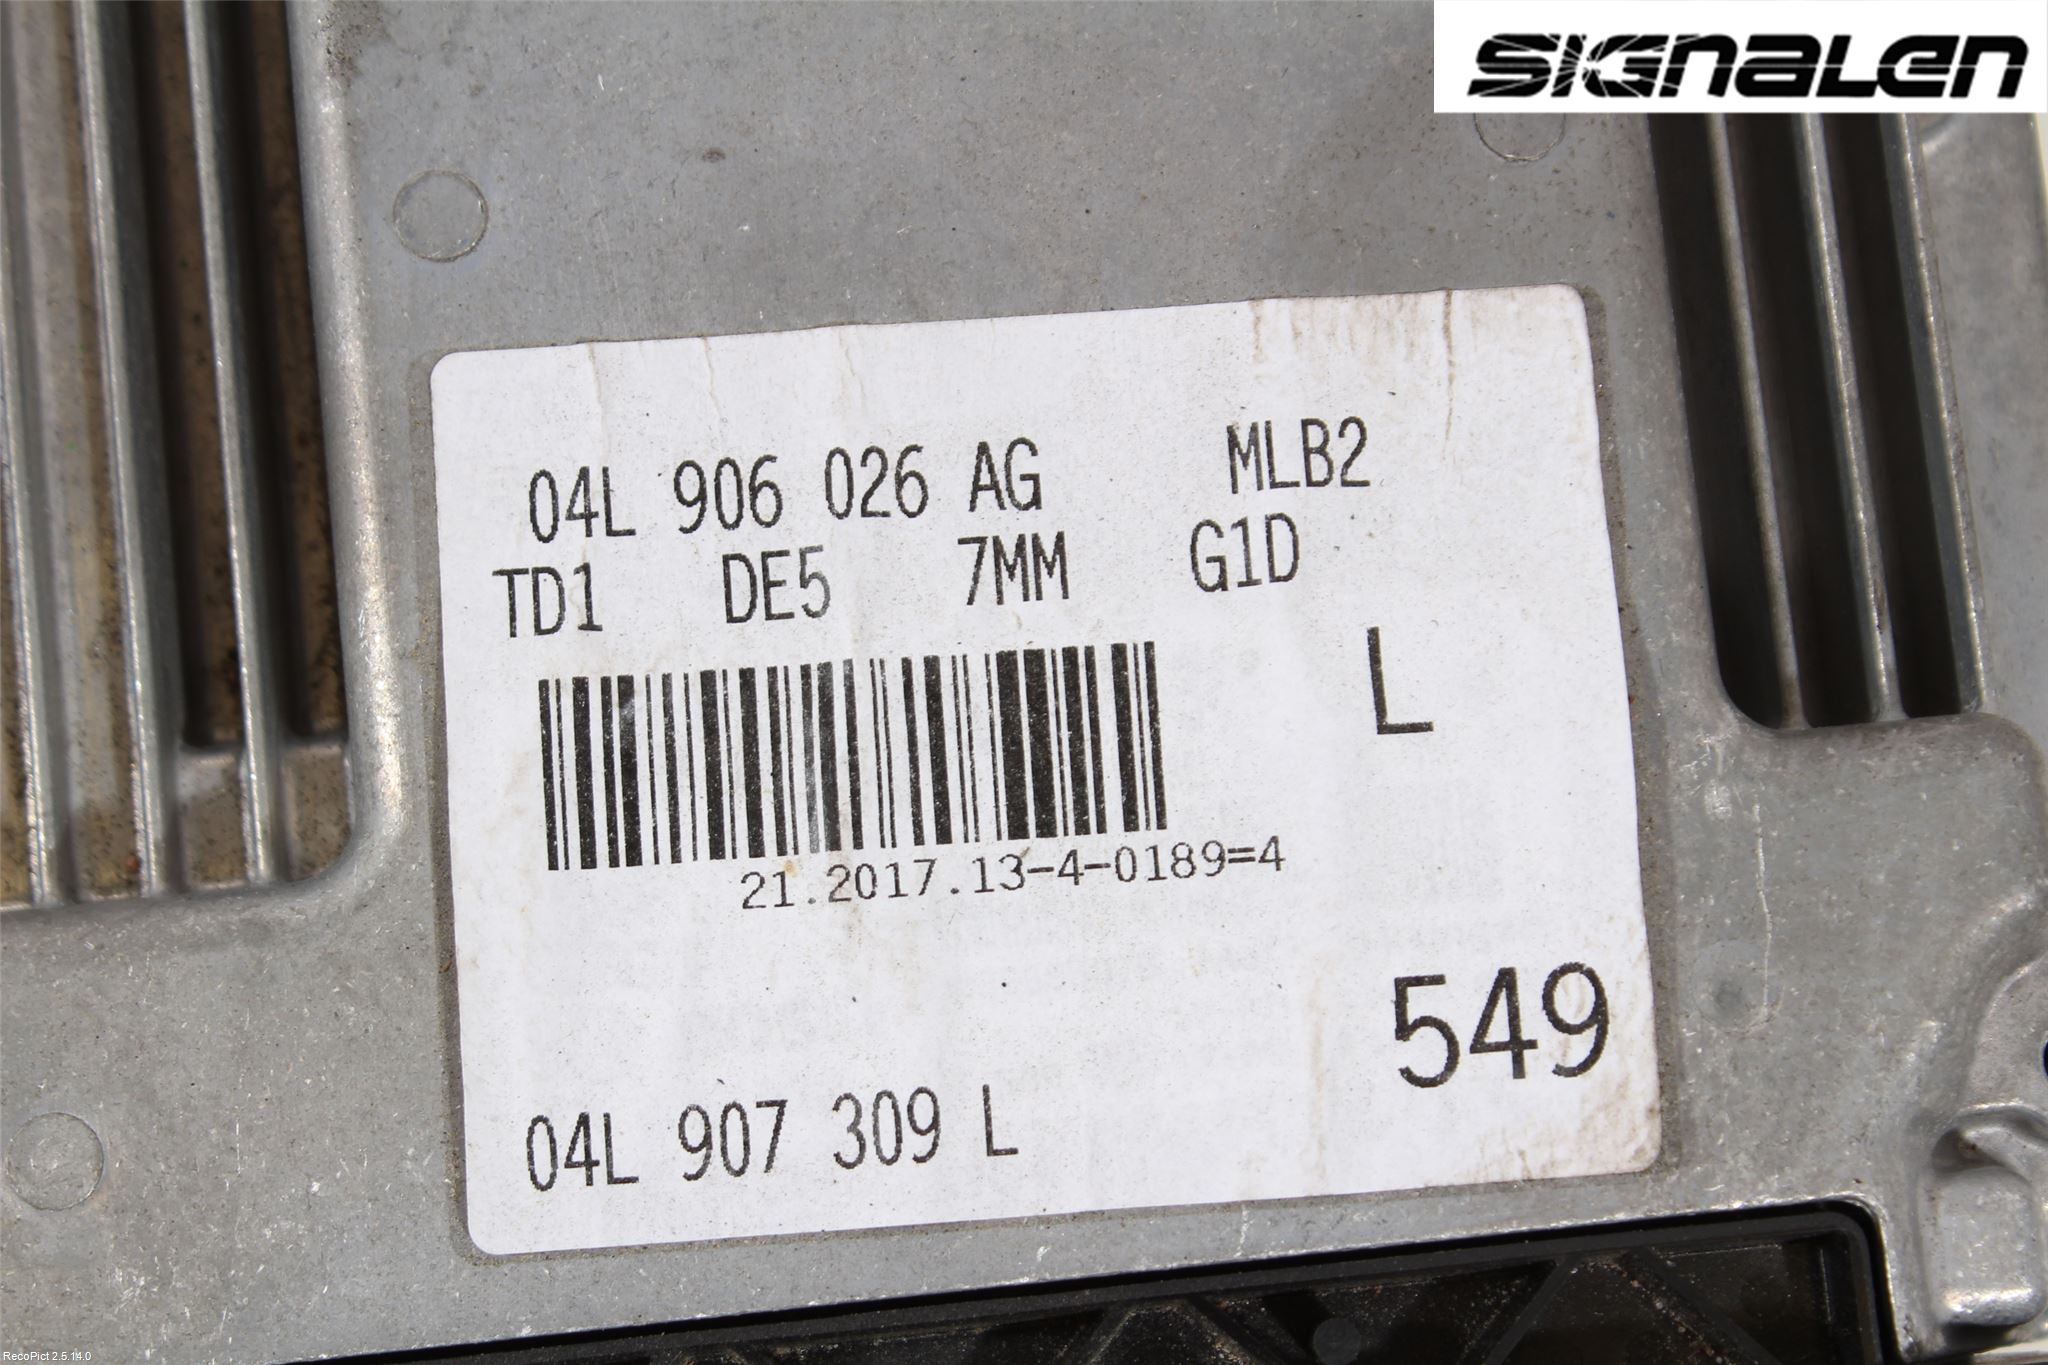 SIGNALEN
04L 906 026 AG MLB2
TD1 DE5 7MM G1D
L
21.2017.13-4-0189=4
549
04L 907 309 L
RecoPict 2.5.14.0